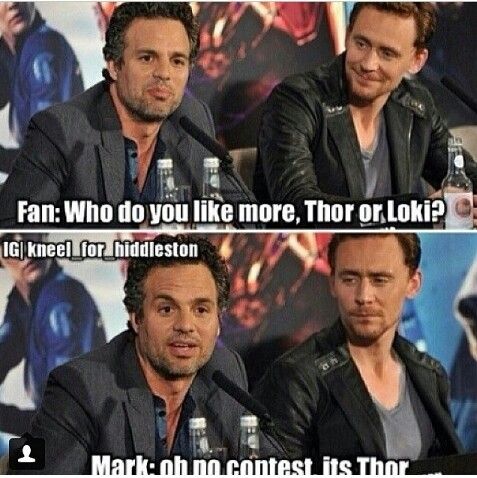 Fan: Who do you like more, Thor or Loki?
IG| kneel_for_hiddleston
Mark: oh no contest, its Thor